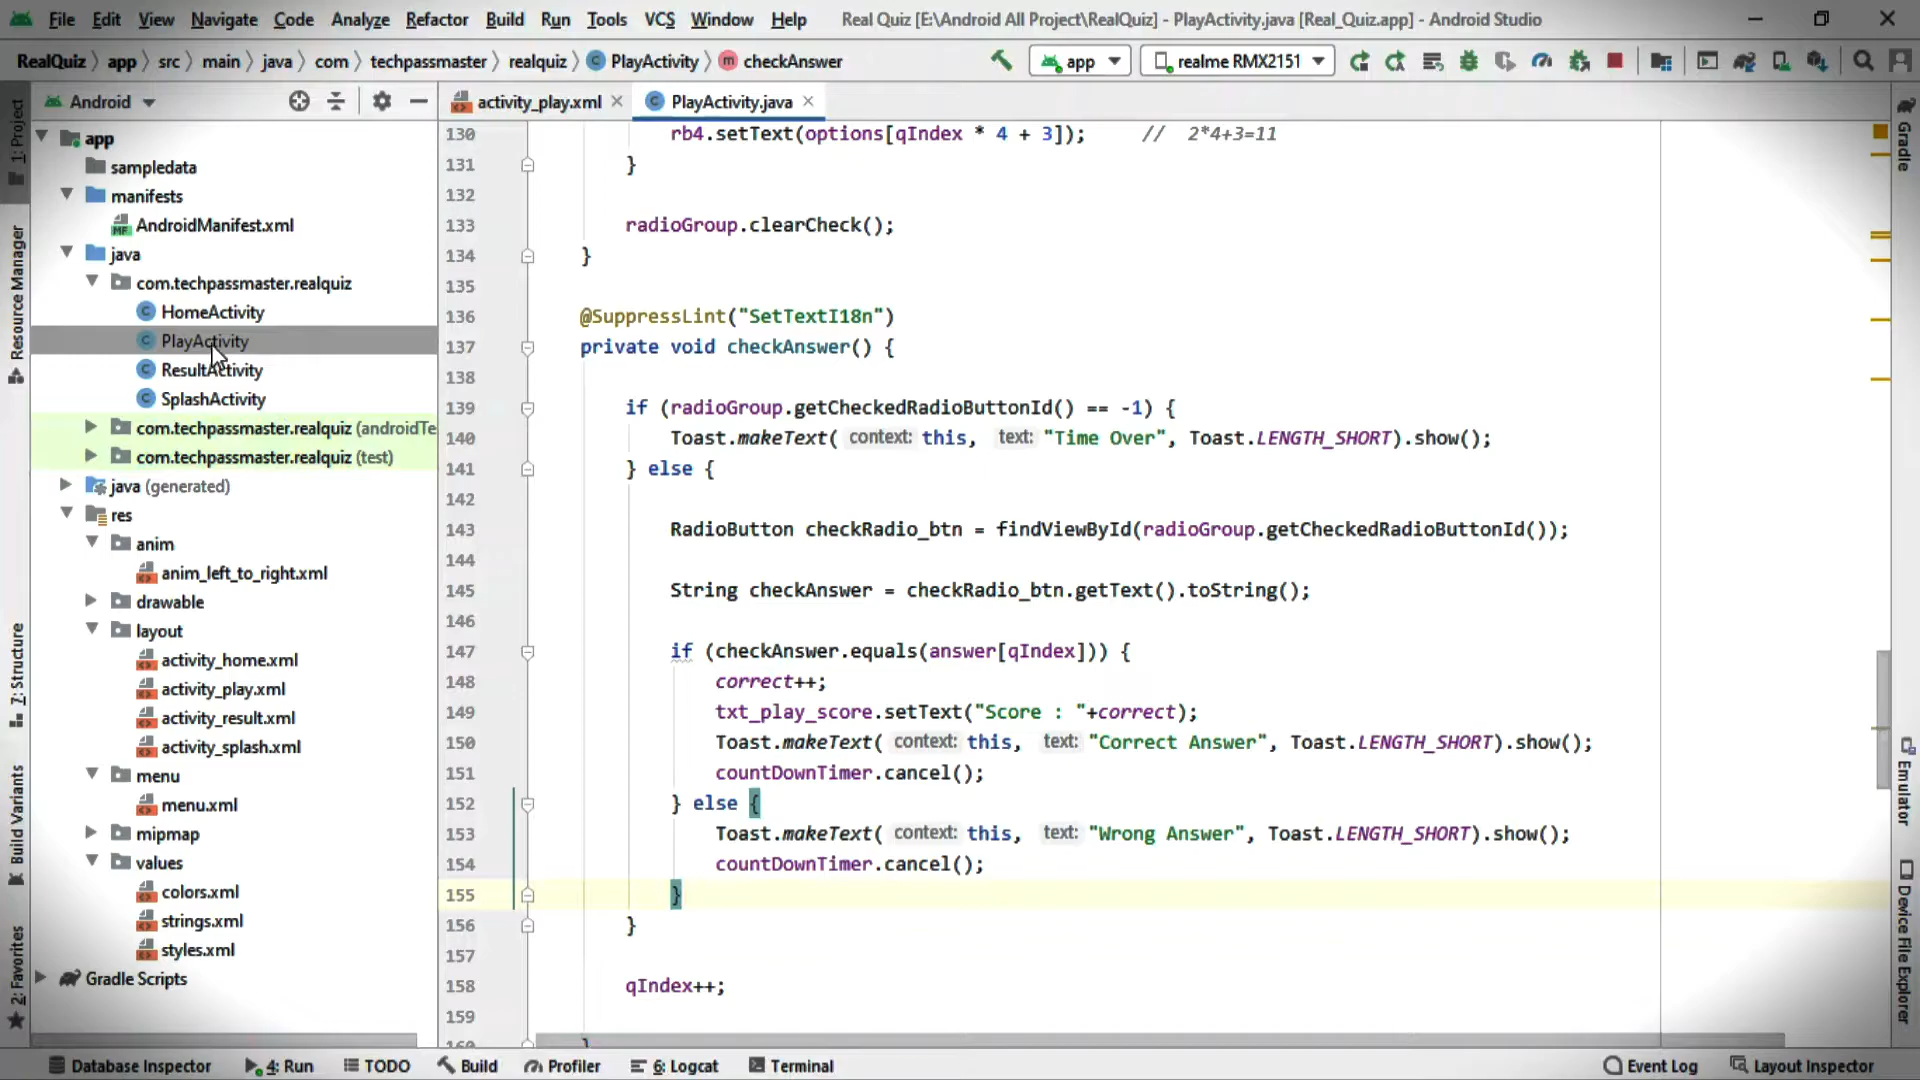 File Edit View Navigate Code Analyze Refactor Build Run Tools VCS Window Help Real Quiz [E:\Android All Project\RealQuiz] - PlayActivity.java [Real_Quiz.app] - Android Studio
RealQuiz app src main java com techpassmaster realquiz PlayActivity checkAnswer app realme RMX2151
Android
activity_play.xml PlayActivity.java
1: Project
Resource Manager
7: Structure
Build Variants
2: Favorites
app
sampledata
manifests
AndroidManifest.xml
java
com.techpassmaster.realquiz
HomeActivity
PlayActivity
ResultActivity
SplashActivity
com.techpassmaster.realquiz (androidTe
com.techpassmaster.realquiz (test)
java (generated)
res
anim
anim_left_to_right.xml
drawable
layout
activity_home.xml
activity_play.xml
activity_result.xml
activity_splash.xml
menu
menu.xml
mipmap
values
colors.xml
strings.xml
styles.xml
Gradle Scripts
130 rb4.setText(options[qIndex * 4 + 3]); // 2*4+3=11
131 }
132
133 radioGroup.clearCheck();
134 }
135
136 @SuppressLint("SetTextI18n")
137 private void checkAnswer() {
138
139 if (radioGroup.getCheckedRadioButtonId() == -1) {
140 Toast.makeText( context: this, text: "Time Over", Toast.LENGTH_SHORT).show();
141 } else {
142
143 RadioButton checkRadio_btn = findViewById(radioGroup.getCheckedRadioButtonId());
144
145 String checkAnswer = checkRadio_btn.getText().toString();
146
147 if (checkAnswer.equals(answer[qIndex])) {
148 correct++;
149 txt_play_score.setText("Score : "+correct);
150 Toast.makeText( context: this, text: "Correct Answer", Toast.LENGTH_SHORT).show();
151 countDownTimer.cancel();
152 } else {
153 Toast.makeText( context: this, text: "Wrong Answer", Toast.LENGTH_SHORT).show();
154 countDownTimer.cancel();
155 }
156 }
157
158 qIndex++;
159
160 }
Gradle
Emulator
Device File Explorer
Database Inspector 4: Run TODO Build Profiler 6: Logcat Terminal Event Log Layout Inspector